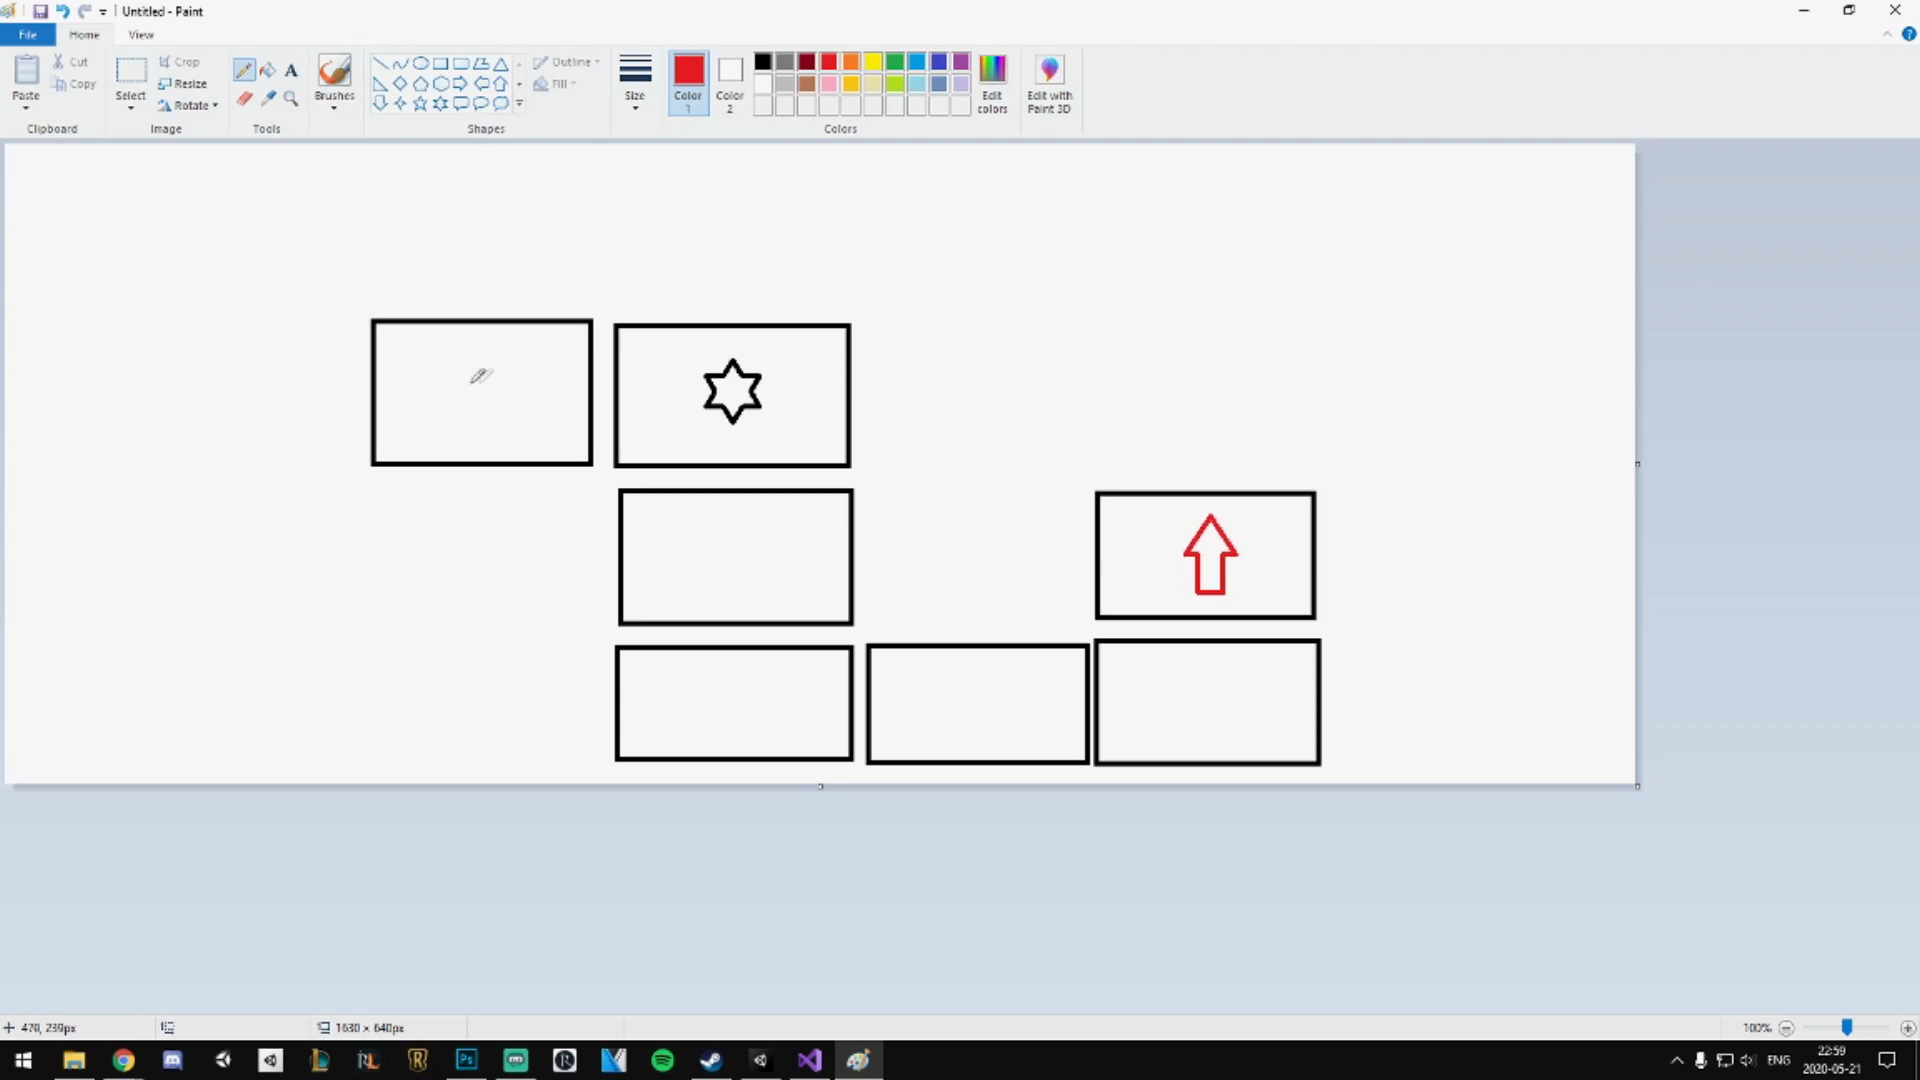 Untitled - Paint
File Home View
Paste
Cut
Copy
Clipboard
Select
Crop
Resize
Rotate
Image
A
Tools
Brushes
Outline
Fill
Shapes
Size
Color 1
Color 2
Edit colors
Colors
Edit with Paint 3D
470, 239px
1630 × 640px
100%
Ps
ENG
22:59
2020-05-21